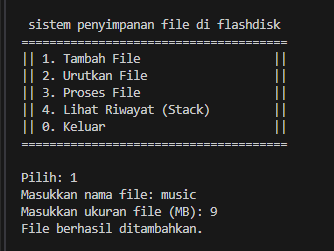 sistem penyimpanan file di flashdisk
======================================
|| 1. Tambah File                   ||
|| 2. Urutkan File                  ||
|| 3. Proses File                   ||
|| 4. Lihat Riwayat (Stack)         ||
|| 0. Keluar                        ||
======================================
Pilih: 1
Masukkan nama file: music
Masukkan ukuran file (MB): 9
File berhasil ditambahkan.